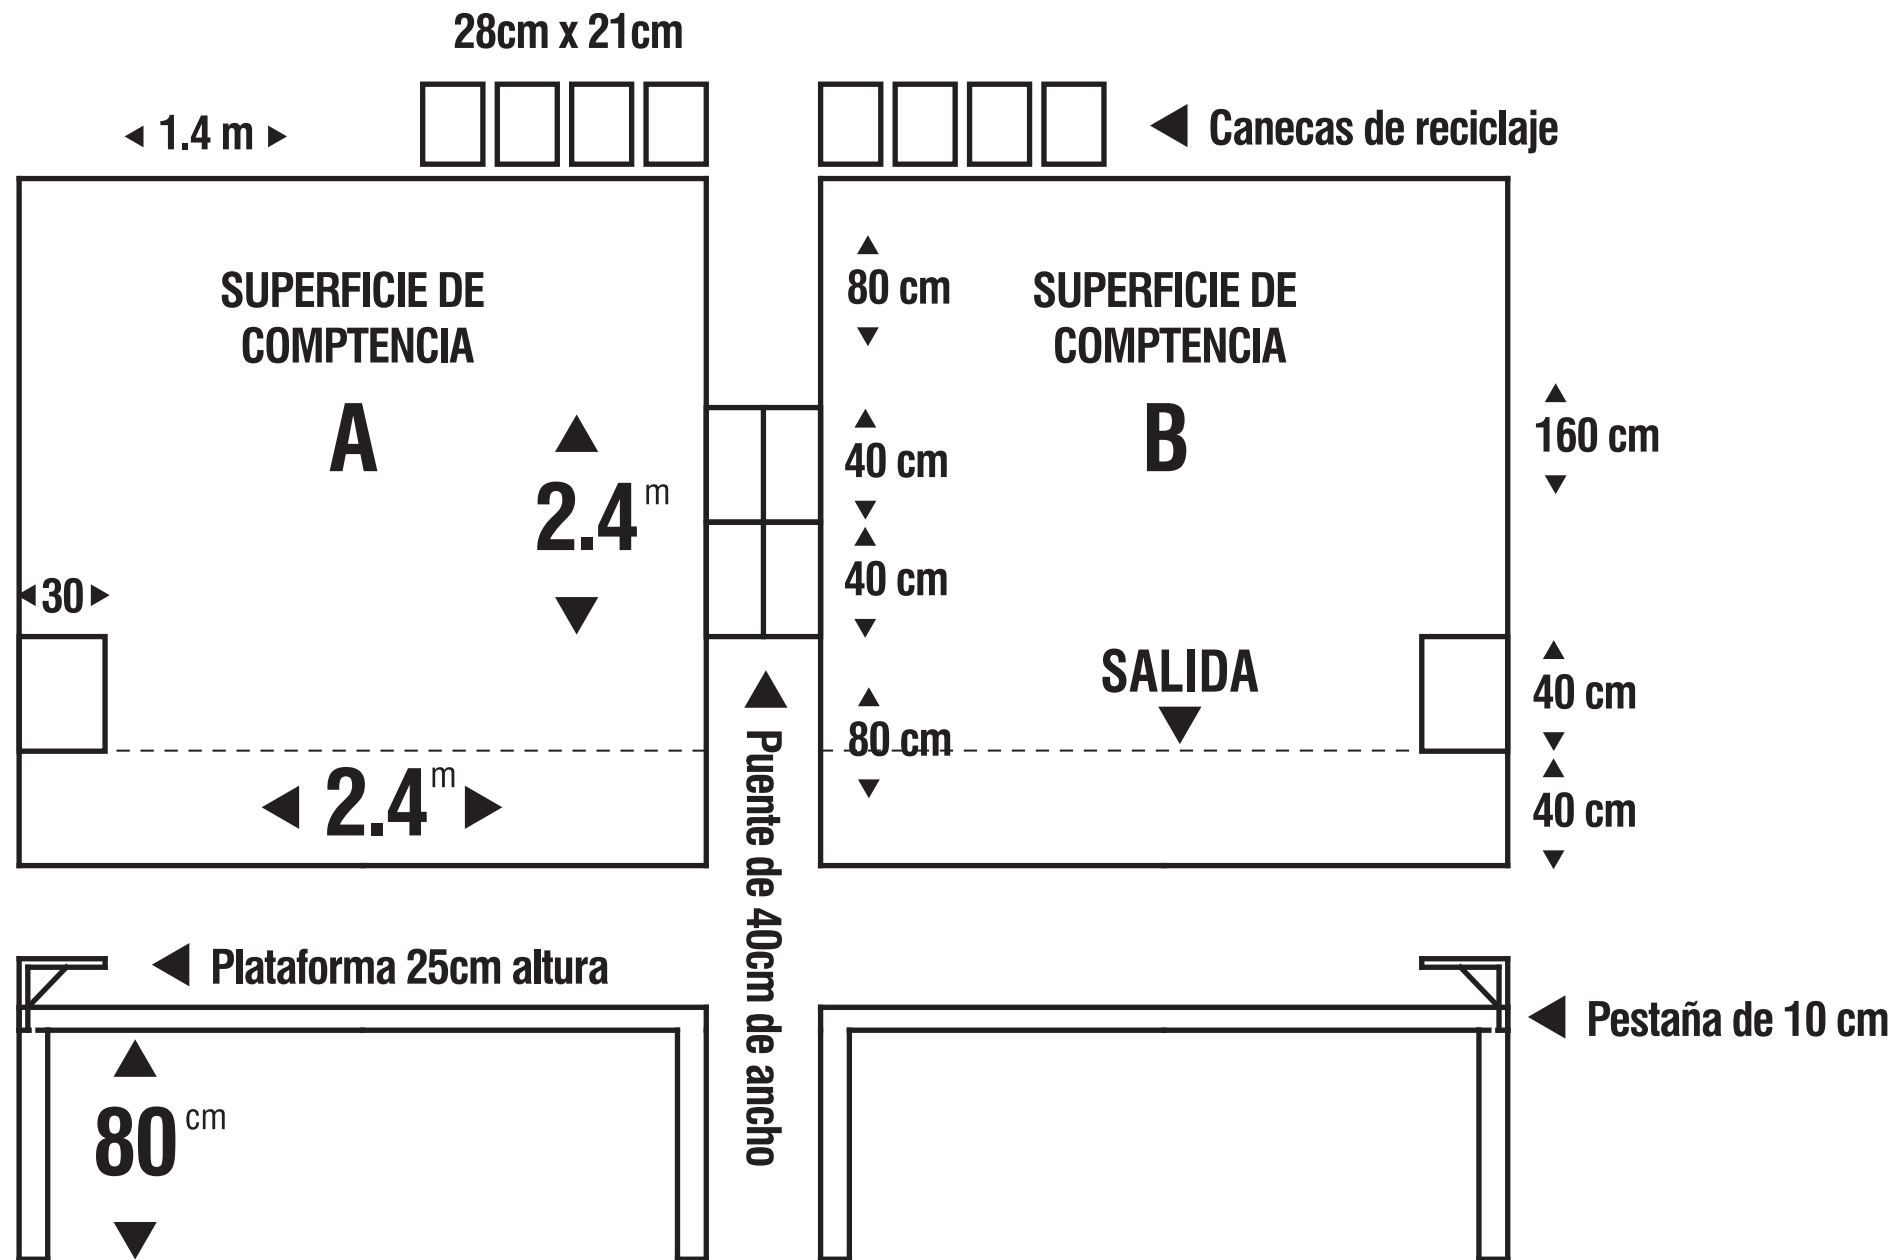 28cm x 21cm
1.4 m
Canecas de reciclaje
SUPERFICIE DE
COMPTENCIA
A
2.4 m
30
2.4 m
80 cm
40 cm
40 cm
80 cm
SUPERFICIE DE
COMPTENCIA
B
SALIDA
160 cm
40 cm
40 cm
Puente de 40cm de ancho
Plataforma 25cm altura
Pestaña de 10 cm
80 cm